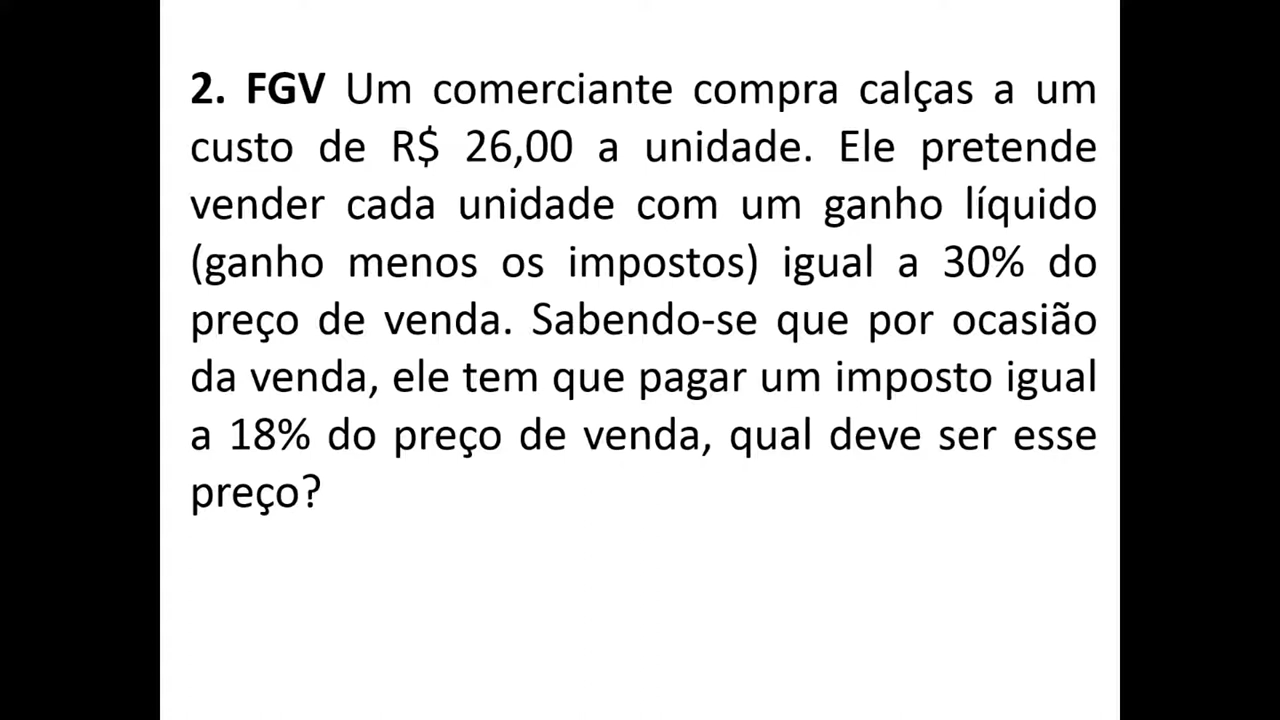 2. FGV Um comerciante compra calças a um
custo de R$ 26,00 a unidade. Ele pretende
vender cada unidade com um ganho líquido
(ganho menos os impostos) igual a 30% do
preço de venda. Sabendo-se que por ocasião
da venda, ele tem que pagar um imposto igual
a 18% do preço de venda, qual deve ser esse
preço?